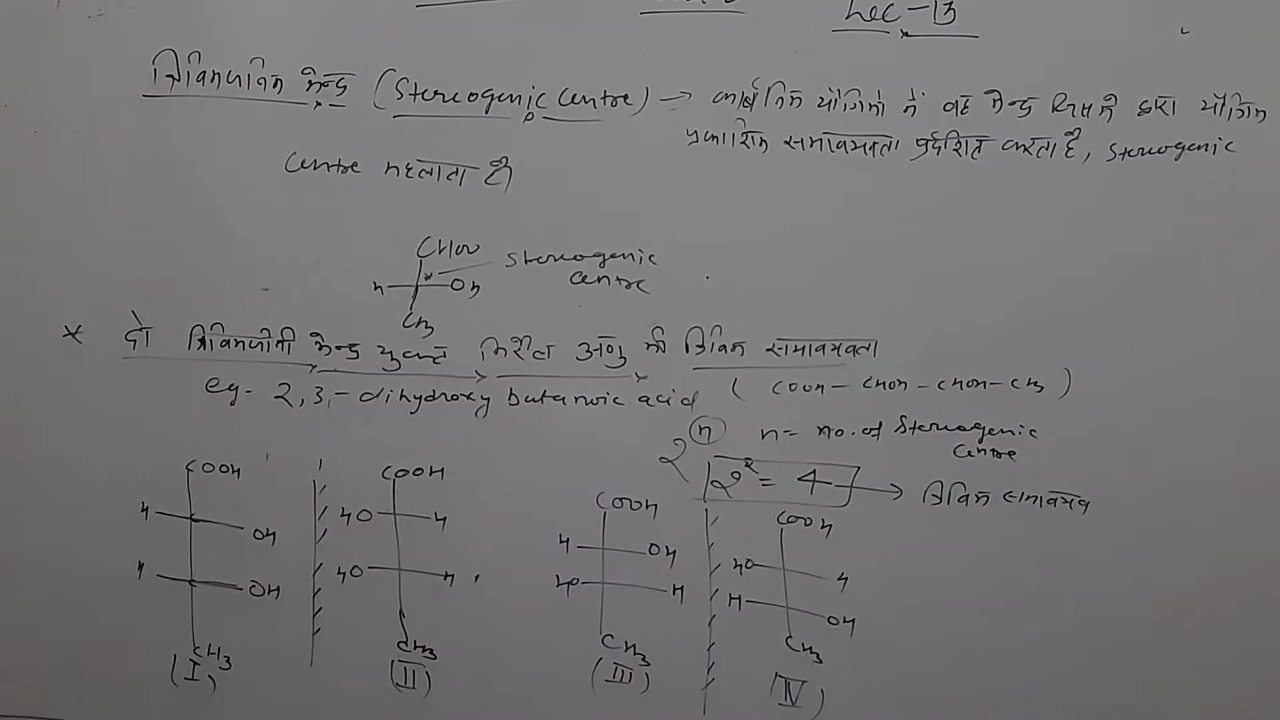 Lec-13
त्रिविमजनिक केन्द्र (Stereogenic Centre) → कार्बनिक यौगिकों में वह केन्द्र जिसके द्वारा यौगिक
प्रकाशिक समावयवता प्रदर्शित करता है, Stereogenic
Centre कहलाता है।
CHOO
Stereogenic
H OH
Centre
CH3
* दो त्रिविमजीनी केन्द्र युक्त किरैल अणु की त्रिविम समावयवता
eg- 2,3,-dihydroxy butanoic acid (COOH-CHOH-CHOH-CH3)
2^n n= no. of Stereogenic
Centre
2^2 = 4 → त्रिविम समावयव
COOH COOH COOH COOH
H OH HO H H OH HO H
H OH HO H, HO H H OH
CH3 CH3 CH3 CH3
(I) (II) (III) (IV)